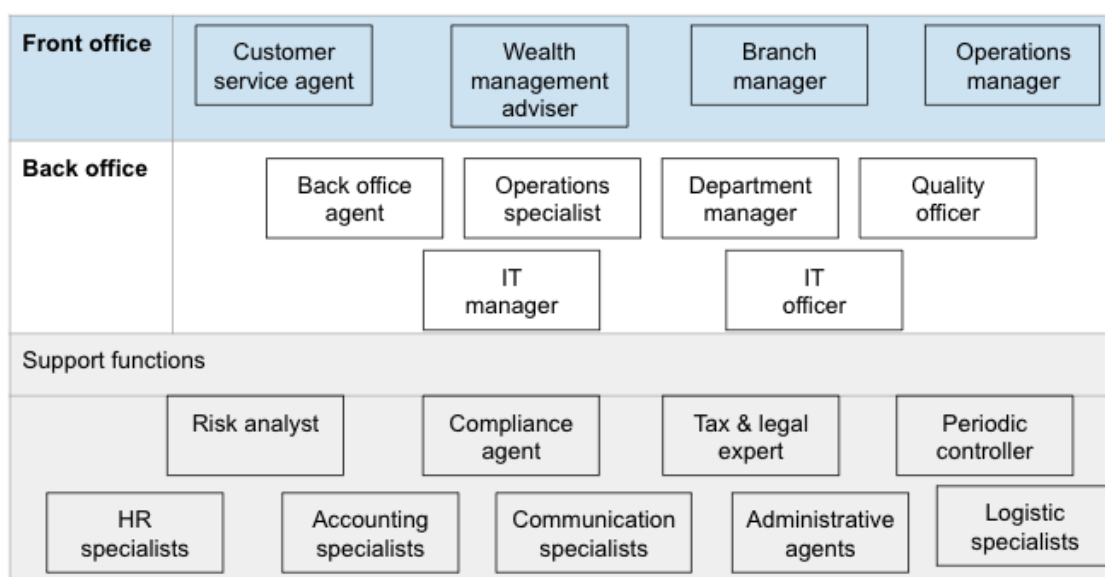 Front office
Customer
service agent
Wealth
management
adviser
Branch
manager
Operations
manager
Back office
Back office
agent
Operations
specialist
Department
manager
Quality
officer
IT
manager
IT
officer
Support functions
Risk analyst
Compliance
agent
Tax & legal
expert
Periodic
controller
HR
specialists
Accounting
specialists
Communication
specialists
Administrative
agents
Logistic
specialists